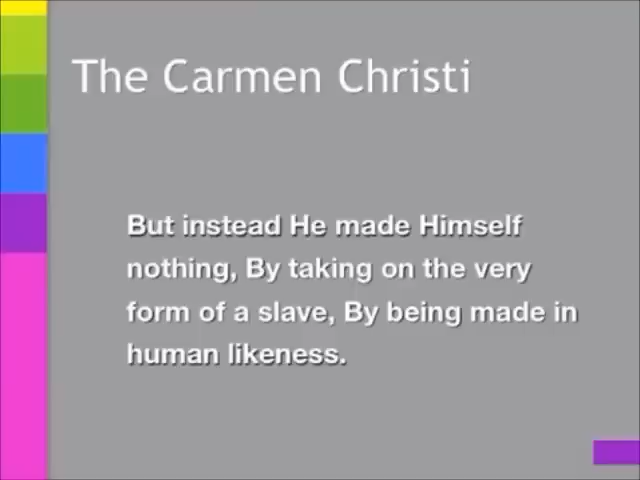 The Carmen Christi
But instead He made Himself
nothing, By taking on the very
form of a slave, By being made in
human likeness.